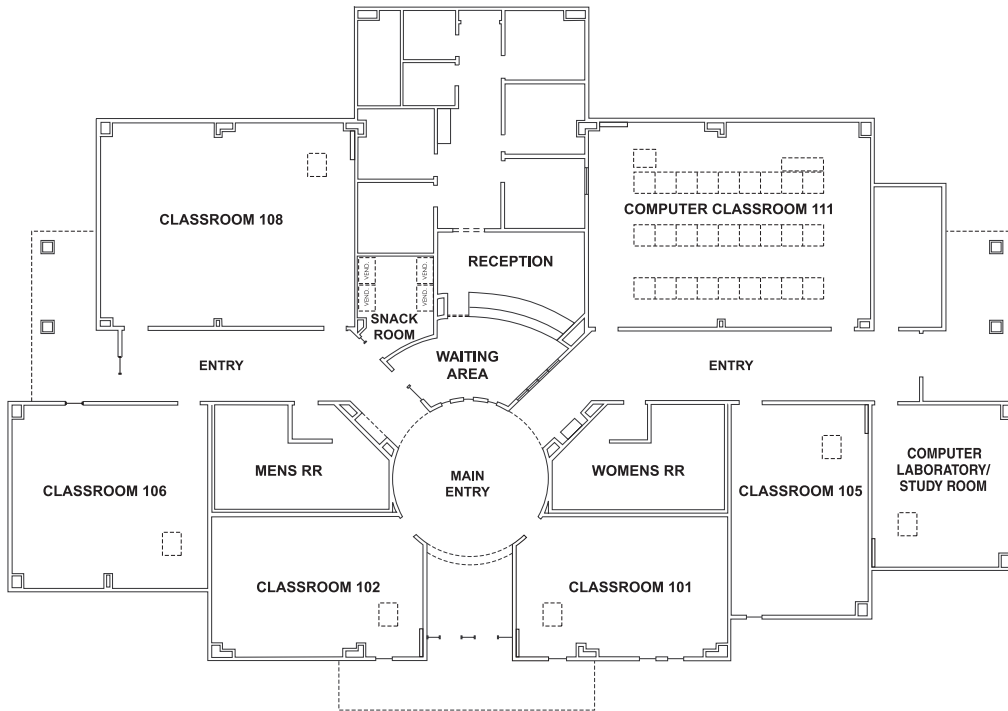 CLASSROOM 108
COMPUTER CLASSROOM 111
RECEPTION
VEND.
VEND.
VEND.
VEND.
SNACK
ROOM
WAITING
AREA
ENTRY
ENTRY
CLASSROOM 106
MENS RR
MAIN
ENTRY
WOMENS RR
CLASSROOM 105
COMPUTER
LABORATORY/
STUDY ROOM
CLASSROOM 102
CLASSROOM 101